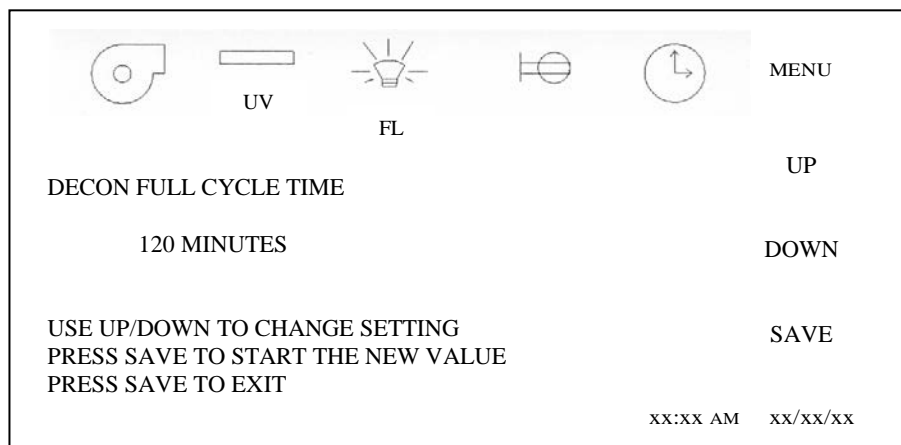 MENU
UV
FL
UP
DECON FULL CYCLE TIME
120 MINUTES
DOWN
USE UP/DOWN TO CHANGE SETTING
PRESS SAVE TO START THE NEW VALUE
PRESS SAVE TO EXIT
SAVE
xx:xx AM xx/xx/xx